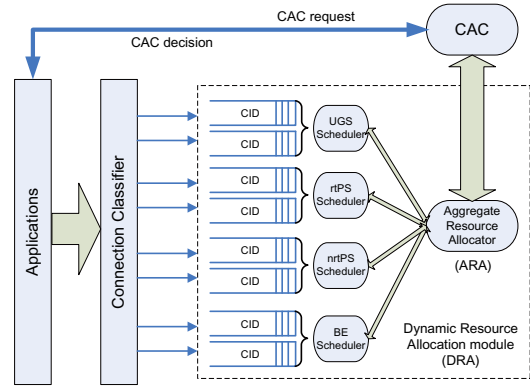 CAC request
CAC decision
CAC
Applications
Connection Classifier
CID
CID
UGS
Scheduler
CID
CID
rtPS
Scheduler
CID
CID
nrtPS
Scheduler
CID
CID
BE
Scheduler
Aggregate
Resource
Allocator
(ARA)
Dynamic Resource
Allocation module
(DRA)